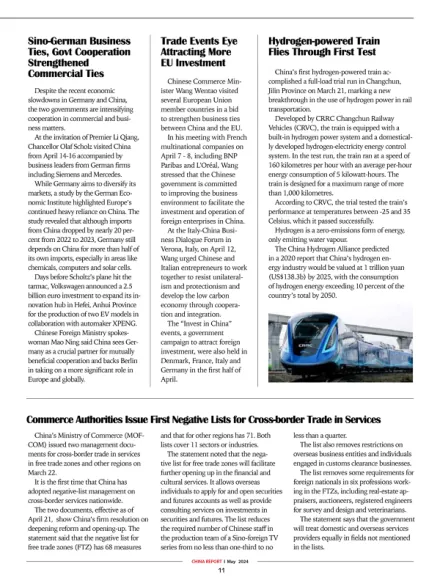 Sino-German Business
Ties, Govt Cooperation
Strengthened
Commercial Ties
Despite the recent economic
slowdowns in Germany and China,
the two governments are intensifying
cooperation in commercial and busi-
ness matters.
At the invitation of Premier Li Qiang,
Chancellor Olaf Scholz visited China
from April 14-16 accompanied by
business leaders from German firms
including Siemens and Mercedes.
While Germany aims to diversify its
markets, a study by the German Eco-
nomic Institute highlighted Europe's
continued heavy reliance on China. The
study revealed that although imports
from China dropped by nearly 20 per-
cent from 2022 to 2023, Germany still
depends on China for more than half of
its own imports, especially in areas like
chemicals, computers and solar cells.
Days before Schultz's plane hit the
tarmac, Volkswagen announced a 2.5
billion euro investment to expand its in-
novation hub in Hefei, Anhui Province
for the production of two EV models in
collaboration with automaker XPENG.
Chinese Foreign Ministry spokes-
woman Mao Ning said China sees Ger-
many as a crucial partner for mutually
beneficial cooperation and backs Berlin
in taking on a more significant role in
Europe and globally.
Trade Events Eye
Attracting More
EU Investment
Chinese Commerce Min-
ister Wang Wentao visited
several European Union
member countries in a bid
to strengthen business ties
between China and the EU.
In his meeting with French
multinational companies on
April 7 - 8, including BNP
Paribas and L'Oréal, Wang
stressed that the Chinese
government is committed
to improving the business
environment to facilitate the
investment and operation of
foreign enterprises in China.
At the Italy-China Busi-
ness Dialogue Forum in
Verona, Italy, on April 12,
Wang urged Chinese and
Italian entrepreneurs to work
together to resist unilateral-
ism and protectionism and
develop the low carbon
economy through coopera-
tion and integration.
The "Invest in China"
events, a government
campaign to attract foreign
investment, were also held in
Denmark, France, Italy and
Germany in the first half of
April.
Hydrogen-powered Train
Flies Through First Test
China's first hydrogen-powered train ac-
complished a full-load trial run in Changchun,
Jilin Province on March 21, marking a new
breakthrough in the use of hydrogen power in rail
transportation.
Developed by CRRC Changchun Railway
Vehicles (CRVC), the train is equipped with a
built-in hydrogen power system and a domestical-
ly developed hydrogen-electricity energy control
system. In the test run, the train ran at a speed of
160 kilometers per hour with an average per-hour
energy consumption of 5 kilowatt-hours. The
train is designed for a maximum range of more
than 1,000 kilometres.
According to CRVC, the trial tested the train's
performance at temperatures between -25 and 35
Celsius, which it passed successfully.
Hydrogen is a zero-emissions form of energy,
only emitting water vapour.
The China Hydrogen Alliance predicted
in a 2020 report that China's hydrogen en-
ergy industry would be valued at 1 trillion yuan
(US$138.3b) by 2025, with the consumption
of hydrogen energy exceeding 10 percent of the
country's total by 2050.
CRRC
Commerce Authorities Issue First Negative Lists for Cross-border Trade in Services
China's Ministry of Commerce (MOF-
COM) issued two management docu-
ments for cross-border trade in services
in free trade zones and other regions on
March 22.
It is the first time that China has
adopted negative-list management on
cross-border services nationwide.
The two documents, effective as of
April 21, show China's firm resolution on
deepening reform and opening-up. The
statement said that the negative list for
free trade zones (FTZ) has 68 measures
and that for other regions has 71. Both
lists cover 11 sectors or industries.
The statement noted that the nega-
tive list for free trade zones will facilitate
further opening up in the financial and
cultural services. It allows overseas
individuals to apply for and open securities
and futures accounts as well as provide
consulting services on investments in
securities and futures. The list reduces
the required number of Chinese staff in
the production team of a Sino-foreign TV
series from no less than one-third to no
less than a quarter.
The list also removes restrictions on
overseas business entities and individuals
engaged in customs clearance businesses.
The list removes some requirements for
foreign nationals in six professions work-
ing in the FTZs, including real-estate ap-
praisers, auctioneers, registered engineers
for survey and design and veterinarians.
The statement says that the government
will treat domestic and overseas services
providers equally in fields not mentioned
in the lists.
CHINA REPORT I May 2024
11